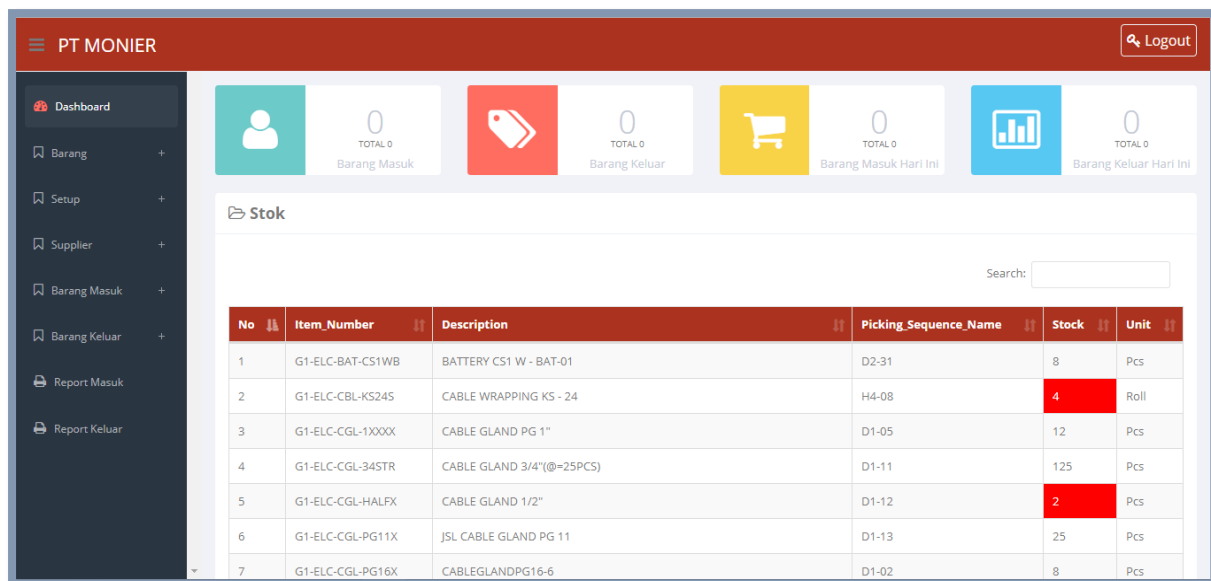 PT MONIER
Logout
Dashboard
Barang +
Setup +
Supplier +
Barang Masuk +
Barang Keluar +
Report Masuk
Report Keluar
0
TOTAL 0
Barang Masuk
0
TOTAL 0
Barang Keluar
0
TOTAL 0
Barang Masuk Hari Ini
0
TOTAL 0
Barang Keluar Hari Ini
Stok
Search:
No Item_Number Description Picking_Sequence_Name Stock Unit
1 G1-ELC-BAT-CS1WB BATTERY CS1 W - BAT-01 D2-31 8 Pcs
2 G1-ELC-CBL-KS24S CABLE WRAPPING KS - 24 H4-08 4 Roll
3 G1-ELC-CGL-1XXXX CABLE GLAND PG 1" D1-05 12 Pcs
4 G1-ELC-CGL-34STR CABLE GLAND 3/4"(@=25PCS) D1-11 125 Pcs
5 G1-ELC-CGL-HALFX CABLE GLAND 1/2" D1-12 2 Pcs
6 G1-ELC-CGL-PG11X JSL CABLE GLAND PG 11 D1-13 25 Pcs
7 G1-ELC-CGL-PG16X CABLEGLANDPG16-6 D1-02 8 Pcs